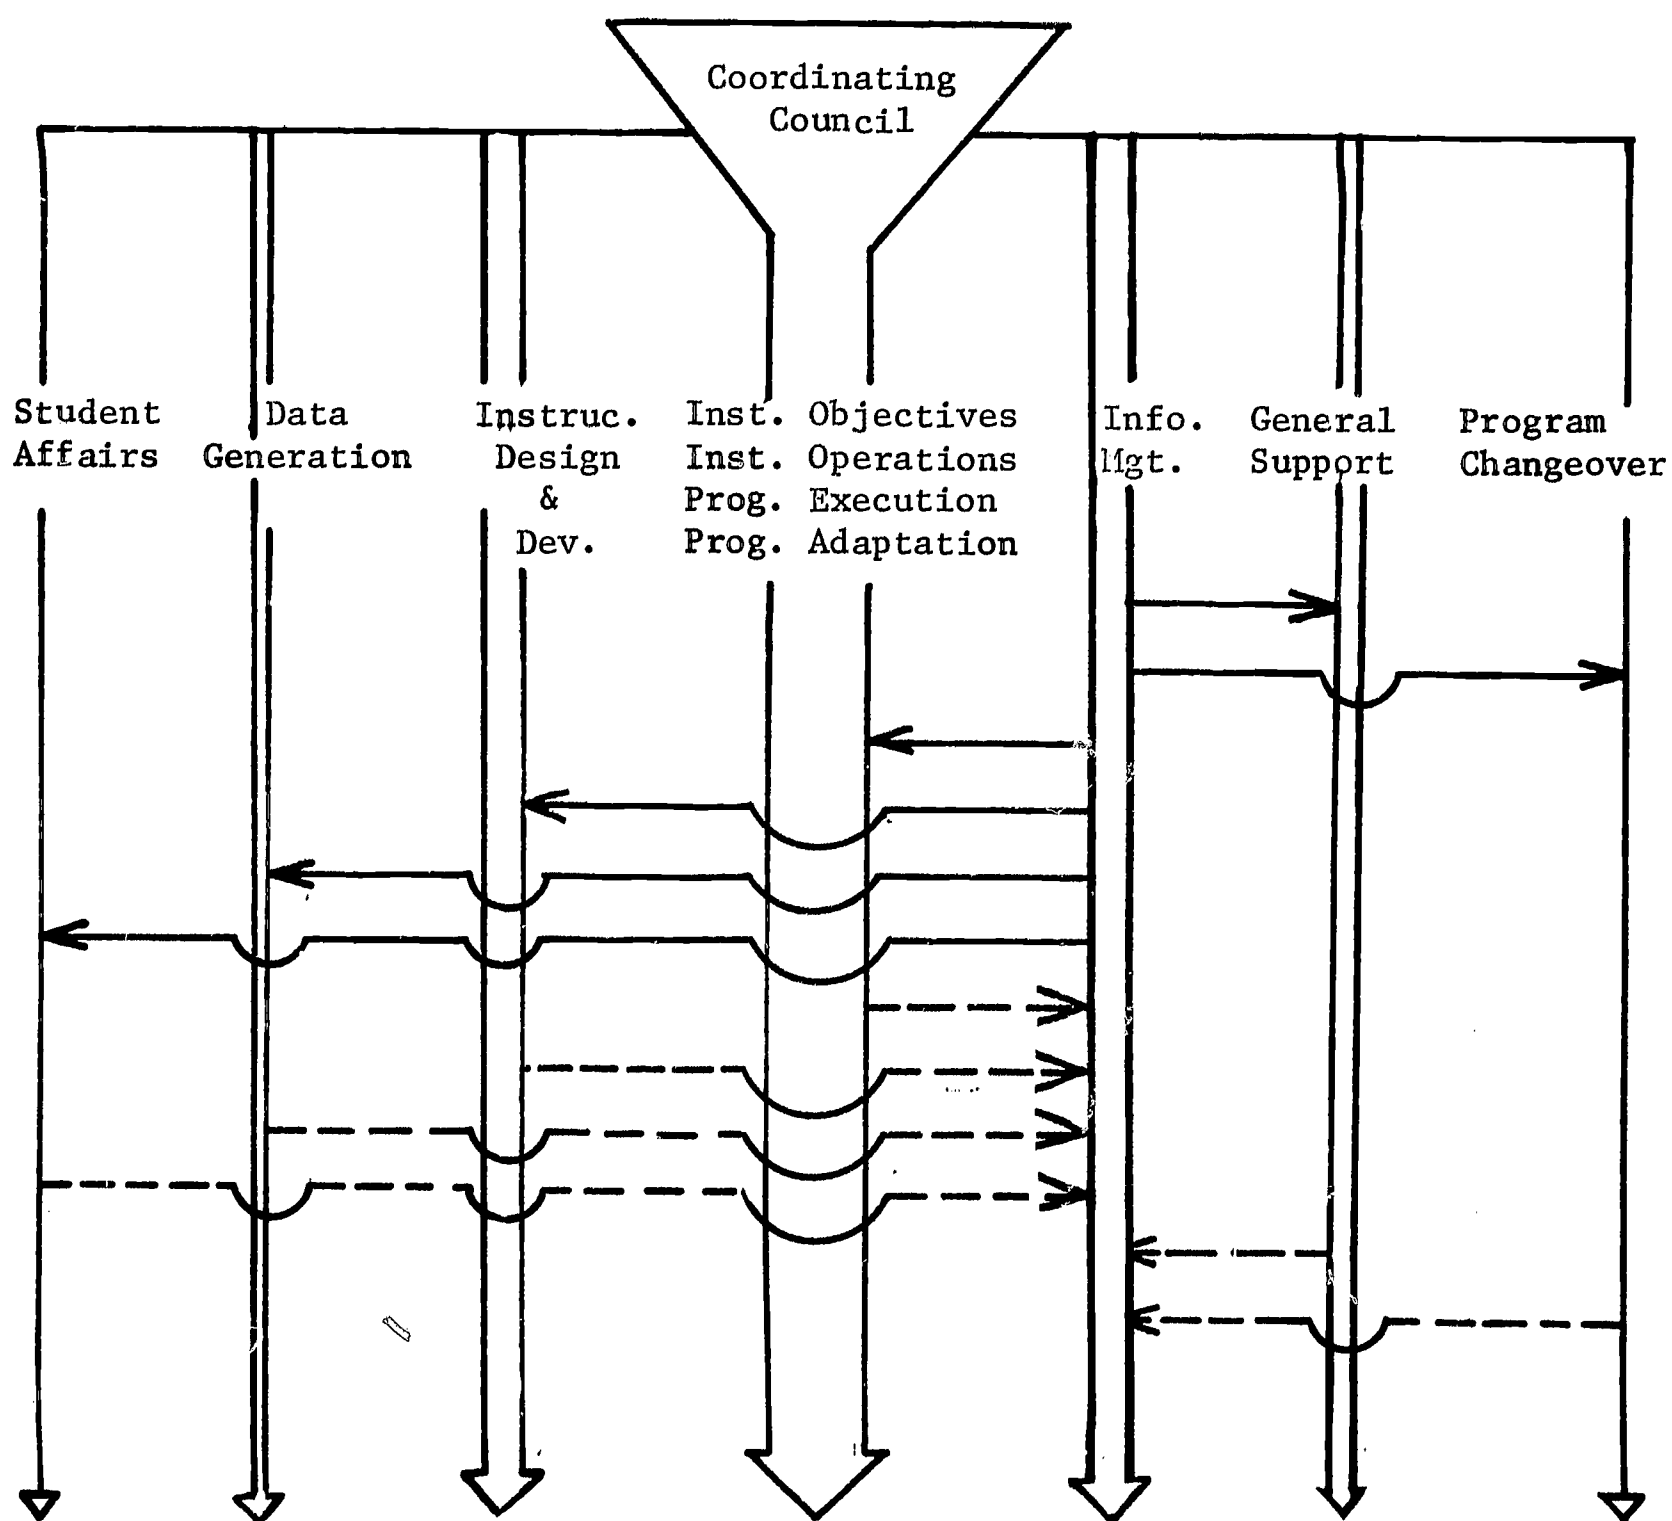 Coordinating
Council
Student
Affairs
Data
Generation
Instruc.
Design
&
Dev.
Inst. Objectives
Inst. Operations
Prog. Execution
Prog. Adaptation
Info.
Mgt.
General
Support
Program
Changeover